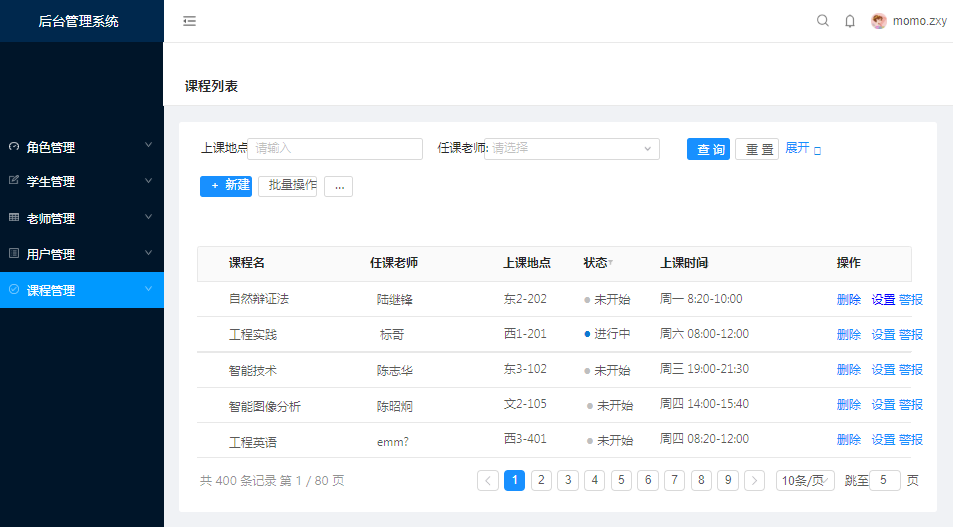 后台管理系统
momo.zxy
课程列表
角色管理
学生管理
老师管理
用户管理
课程管理
上课地点 请输入 任课老师: 请选择 查 询 重 置 展开
+ 新建 批量操作 ...
课程名 任课老师 上课地点 状态 上课时间 操作
自然辩证法 陆继锋 东2-202 未开始 周一 8:20-10:00 删除 设置 警报
工程实践 标哥 西1-201 进行中 周六 08:00-12:00 删除 设置 警报
智能技术 陈志华 东3-102 未开始 周三 19:00-21:30 删除 设置 警报
智能图像分析 陈昭炯 文2-105 未开始 周四 14:00-15:40 删除 设置 警报
工程英语 emm? 西3-401 未开始 周四 08:20-12:00 删除 设置 警报
共 400 条记录 第 1 / 80 页 < 1 2 3 4 5 6 7 8 9 > 10条/页 跳至 5 页